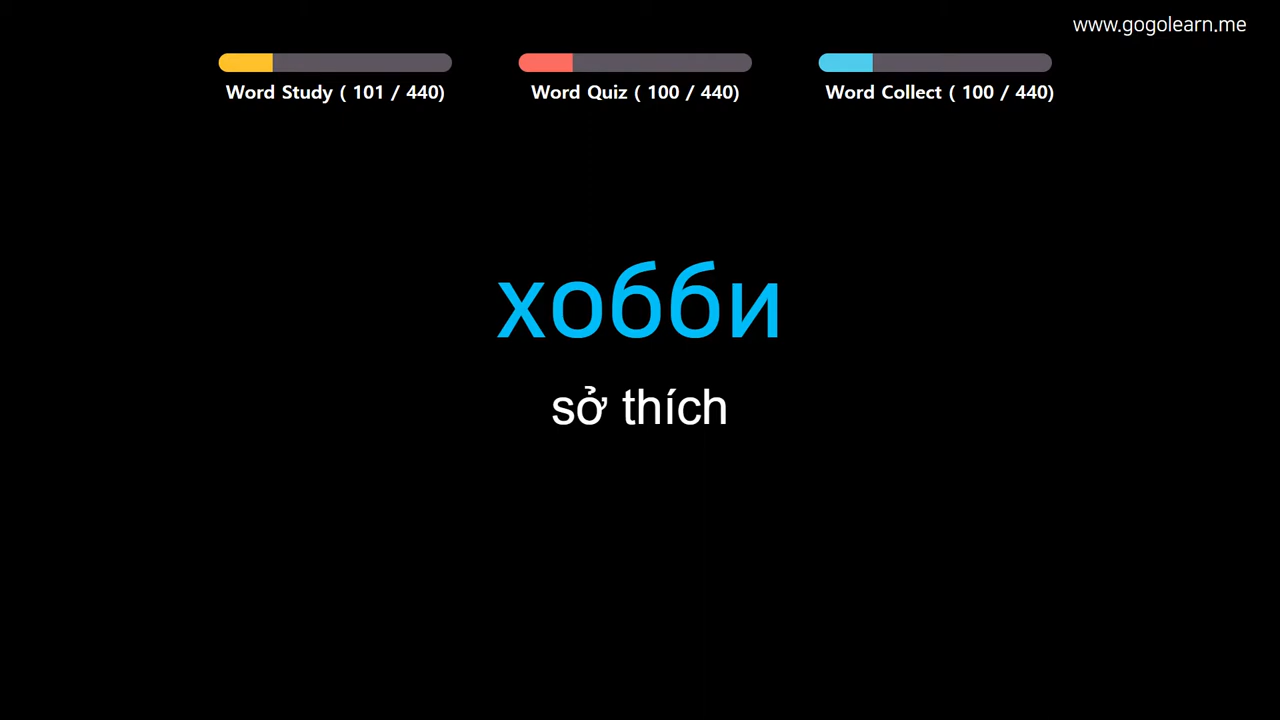 www.gogolearn.me
Word Study ( 101 / 440)
Word Quiz ( 100 / 440)
Word Collect ( 100 / 440)
хобби
sở thích